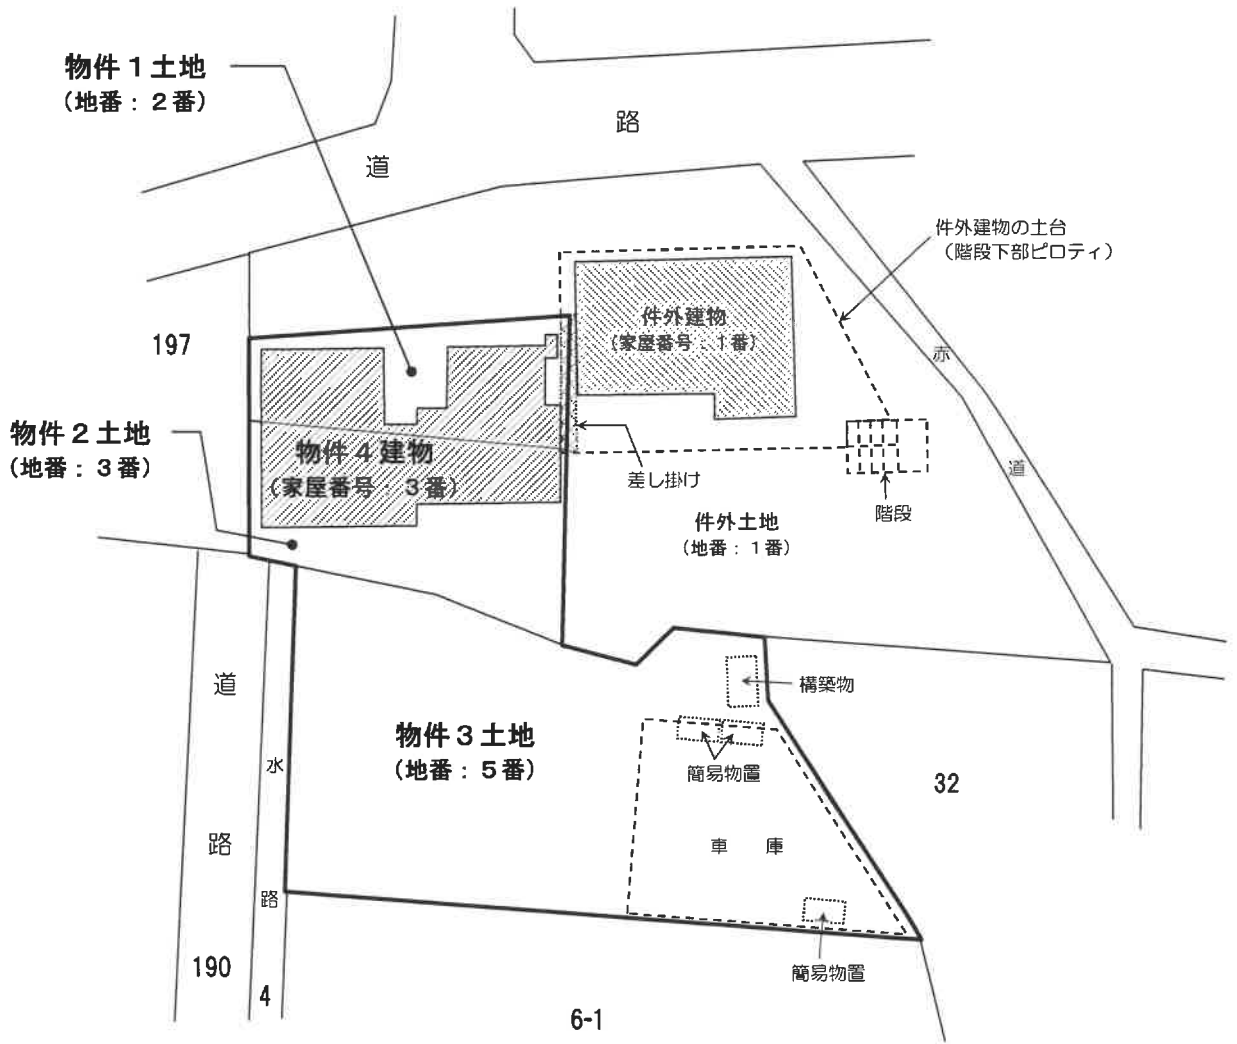 物件１土地
（地番：２番）
路
道
件外建物の土台
（階段下部ピロティ）
件外建物
（家屋番号：１番）
197
赤
道
物件２土地
（地番：３番）
物件４建物
（家屋番号：３番）
差し掛け
階段
件外土地
（地番：１番）
道
路
構築物
物件３土地
（地番：５番）
簡易物置
水
路
32
車庫
簡易物置
190
4
6-1